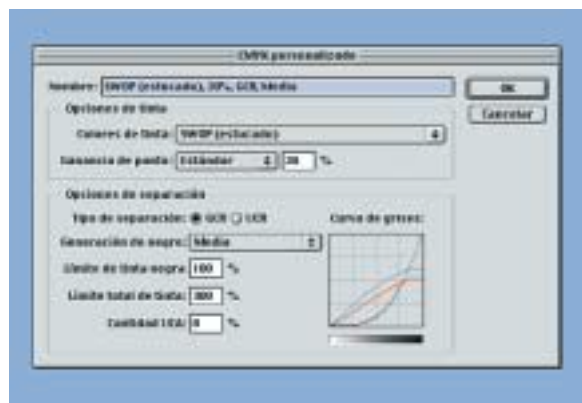 CMYK personalizado
Nombre: SWOP (estucado), 20%, GCR, Media
OK
Cancelar
Opciones de tinta
Colores de tinta: SWOP (estucado)
Ganancia de punto: Estándar 20 %
Opciones de separación
Tipo de separación: GCR UCR
Curva de grises:
Generación de negro: Media
Límite de tinta negra: 100 %
Límite total de tinta: 300 %
Cantidad UCA: 0 %